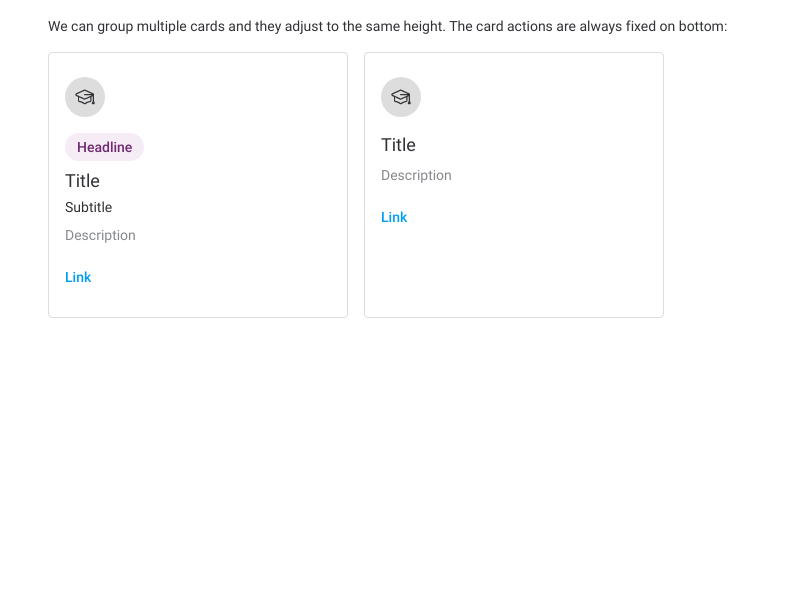 We can group multiple cards and they adjust to the same height. The card actions are always fixed on bottom:
Headline
Title
Subtitle
Description
Link
Title
Description
Link